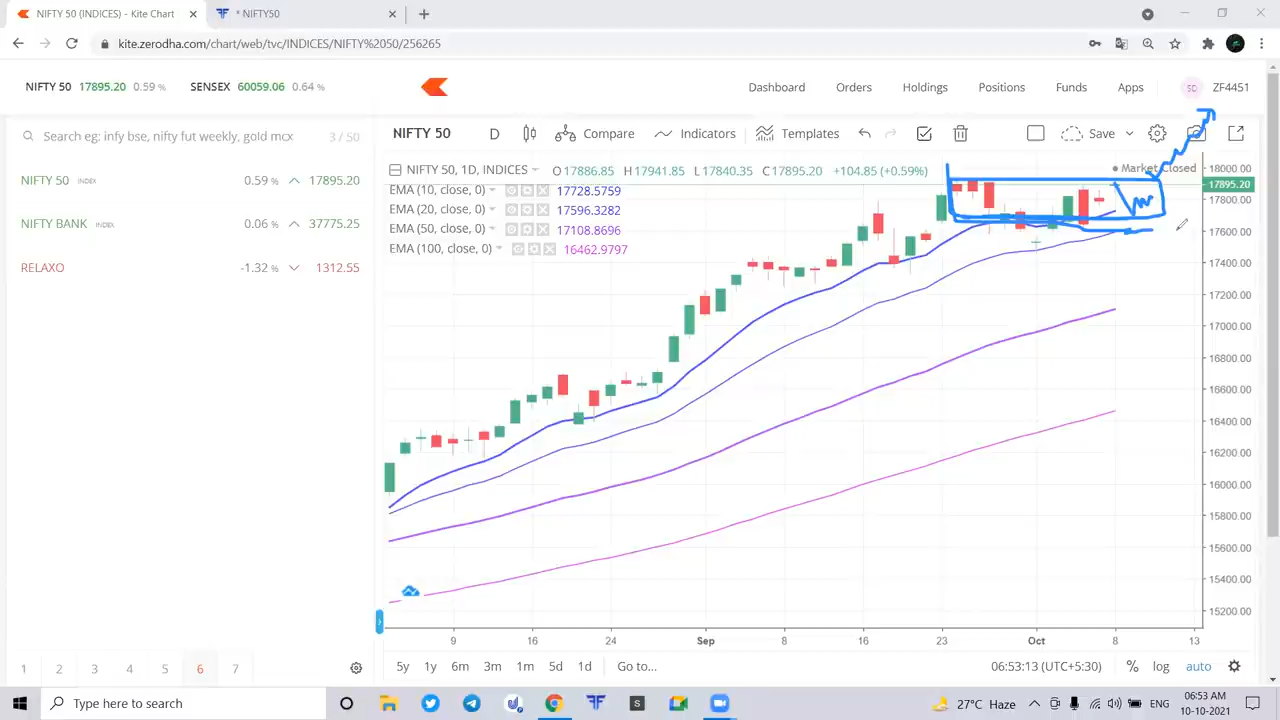 NIFTY 50 (INDICES) - Kite Chart
* NIFTY50
kite.zerodha.com/chart/web/tvc/INDICES/NIFTY%2050/256265
NIFTY 50 17895.20 0.59 % SENSEX 60059.06 0.64 %
Dashboard Orders Holdings Positions Funds Apps SD ZF4451
Search eg: infy bse, nifty fut weekly, gold mcx 3 / 50
NIFTY 50 INDEX 0.59 % 17895.20
NIFTY BANK INDEX 0.06 % 37775.25
RELAXO -1.32 % 1312.55
NIFTY 50 D Compare Indicators Templates Save
NIFTY 50, 1D, INDICES O17886.85 H17941.85 L17840.35 C17895.20 +104.85 (+0.59%)
Market Closed
EMA (10, close, 0) 17728.5759
EMA (20, close, 0) 17596.3282
EMA (50, close, 0) 17108.8696
EMA (100, close, 0) 16462.9797
18000.00
17895.20
17800.00
17600.00
17400.00
17200.00
17000.00
16800.00
16600.00
16400.00
16200.00
16000.00
15800.00
15600.00
15400.00
15200.00
9 16 24 Sep 8 16 23 Oct 8 13
5y 1y 6m 3m 1m 5d 1d Go to... 06:53:13 (UTC+5:30) % log auto
1 2 3 4 5 6 7
Type here to search
27°C Haze ENG
06:53 AM
10-10-2021